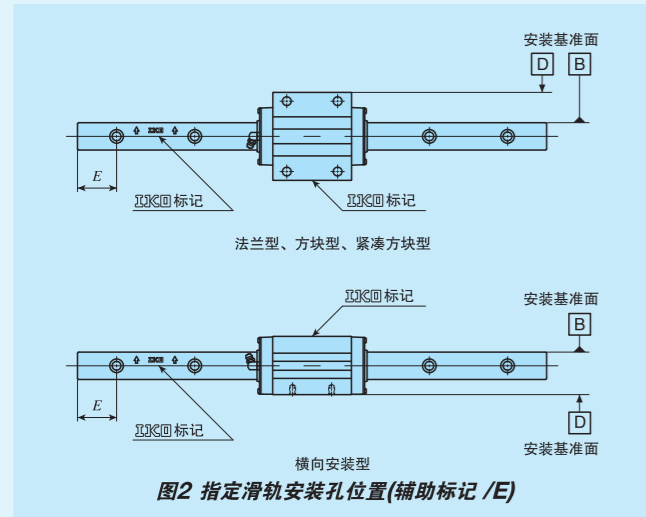 安装基准面
D B
IKO
E
IKO标记
IKO标记
法兰型、方块型、紧凑方块型
IKO标记
安装基准面
B
IKO
E
IKO标记
D
安装基准面
横向安装型
图2 指定滑轨安装孔位置(辅助标记 /E)